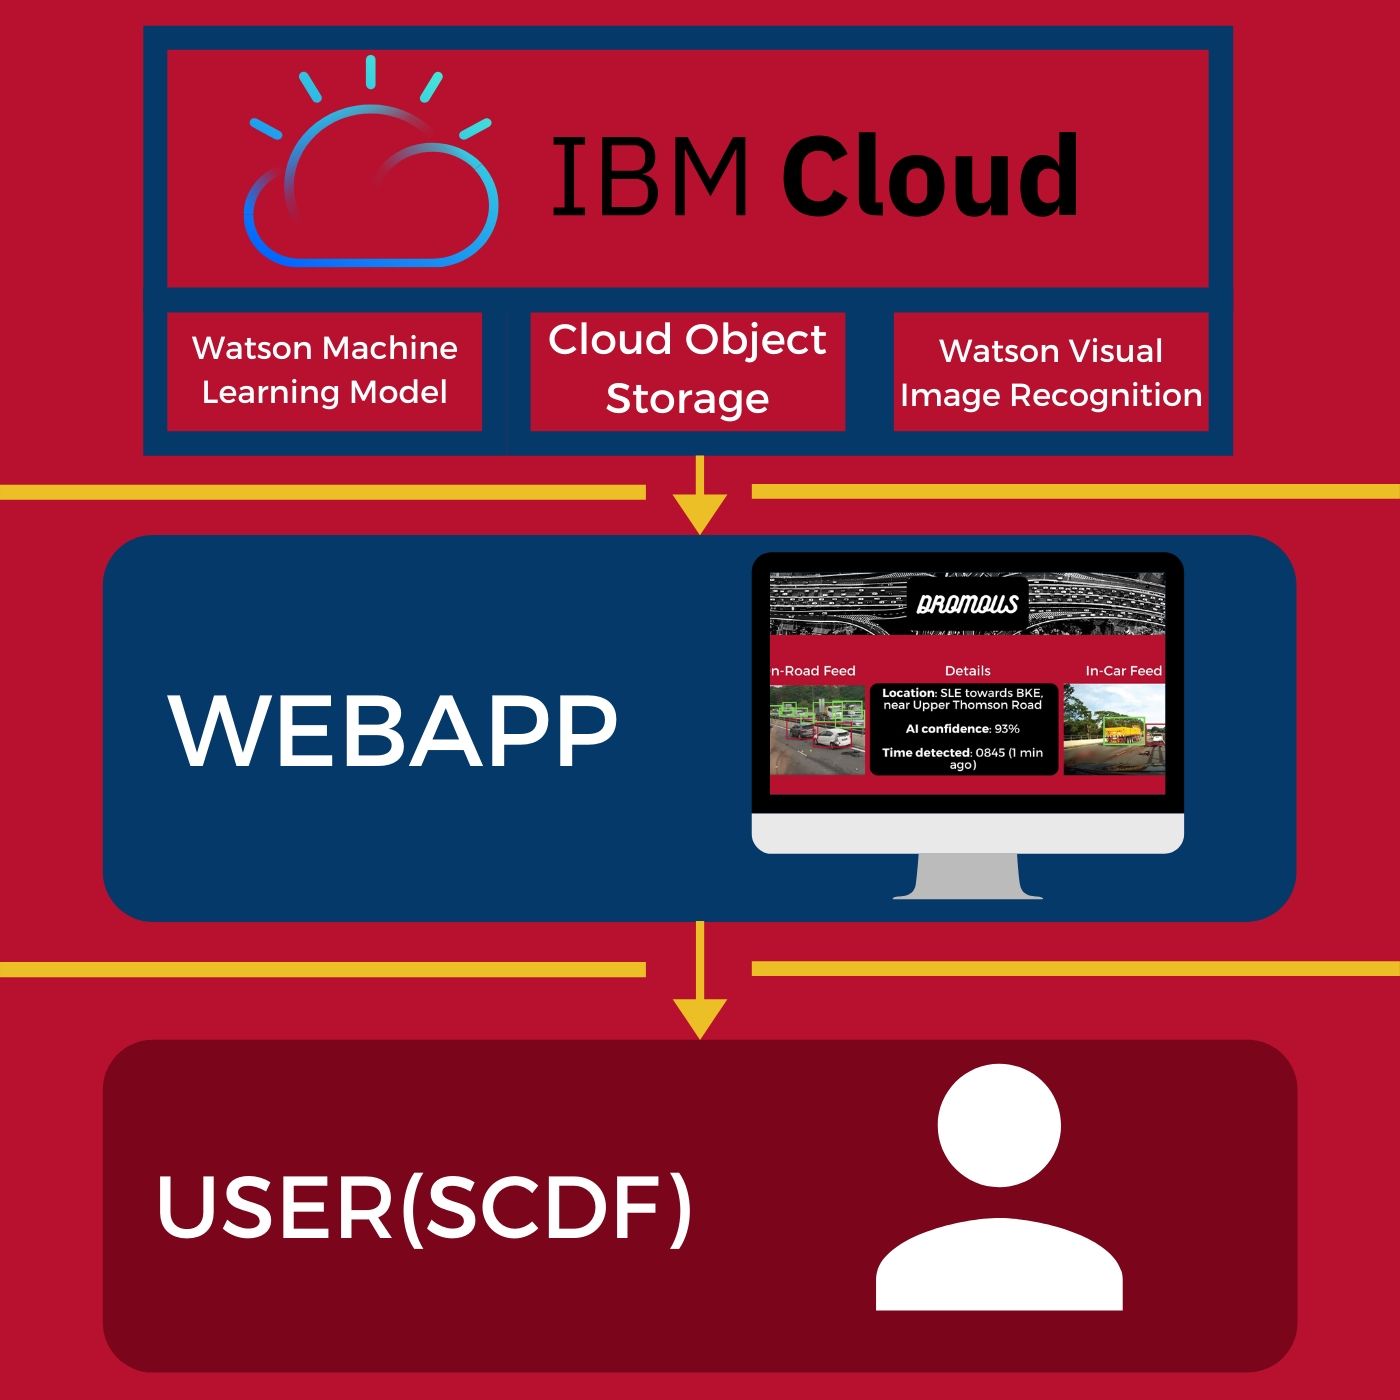 IBM Cloud
Watson Machine
Learning Model
Cloud Object
Storage
Watson Visual
Image Recognition
WEBAPP
DROMOUS
n-Road Feed
Details
In-Car Feed
Location: SLE towards BKE,
near Upper Thomson Road
AI confidence: 93%
Time detected: 0845 (1 min
ago)
USER(SCDF)